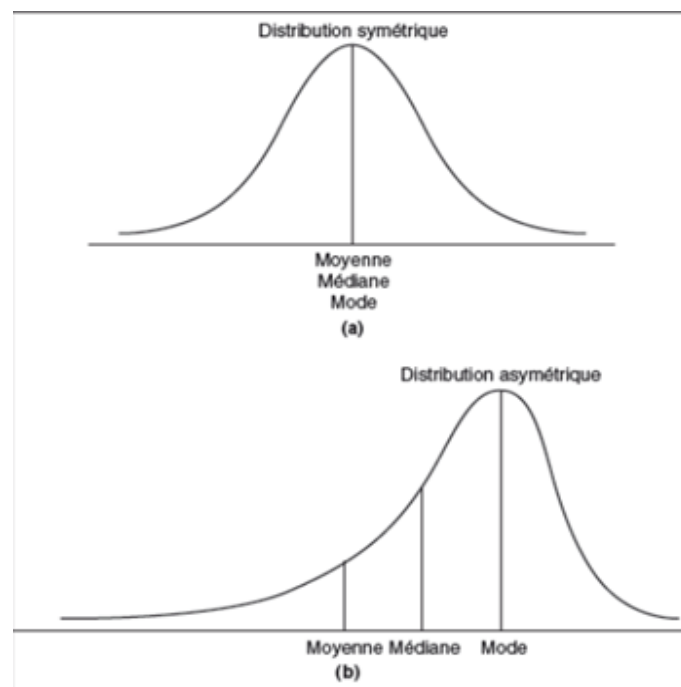 Distribution symétrique
Moyenne
Médiane
Mode
(a)
Distribution asymétrique
Moyenne Médiane Mode
(b)